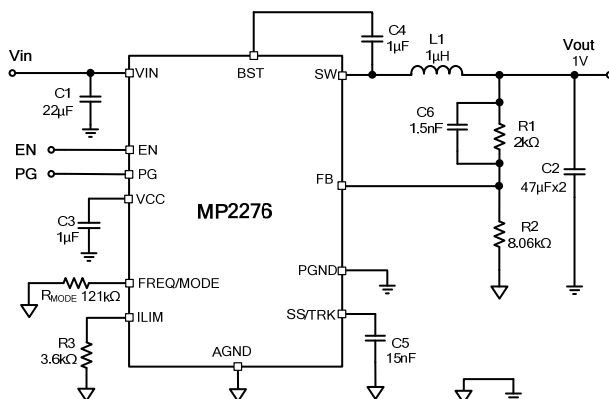 Vin
C4
1µF
L1
1µH
Vout
1V
VIN
BST
SW
C1
22µF
C6
1.5nF
R1
2kΩ
EN
EN
PG
PG
FB
C2
47µFx2
VCC
MP2276
C3
1µF
R2
8.06kΩ
PGND
RMODE 121kΩ
FREQ/MODE
ILIM
SS/TRK
R3
3.6kΩ
AGND
C5
15nF